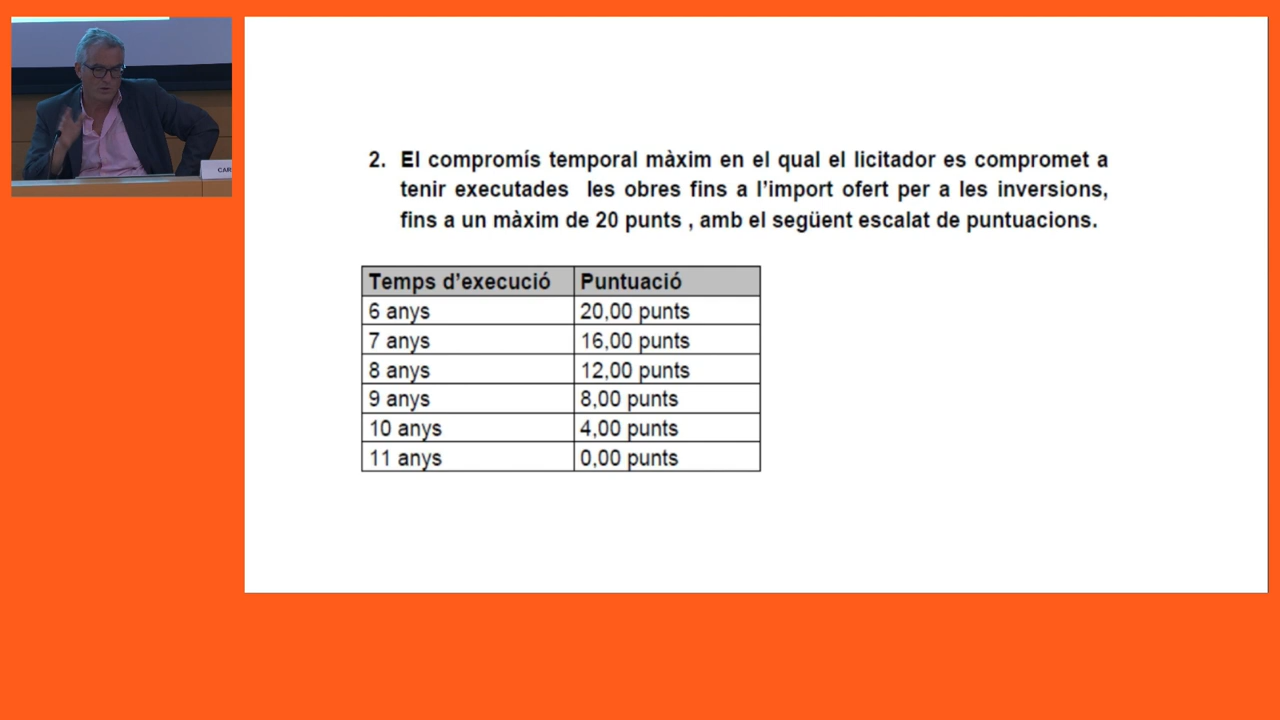 CAR
2. El compromís temporal màxim en el qual el licitador es compromet a
tenir executades les obres fins a l'import ofert per a les inversions,
fins a un màxim de 20 punts , amb el següent escalat de puntuacions.
Temps d'execució Puntuació
6 anys 20,00 punts
7 anys 16,00 punts
8 anys 12,00 punts
9 anys 8,00 punts
10 anys 4,00 punts
11 anys 0,00 punts